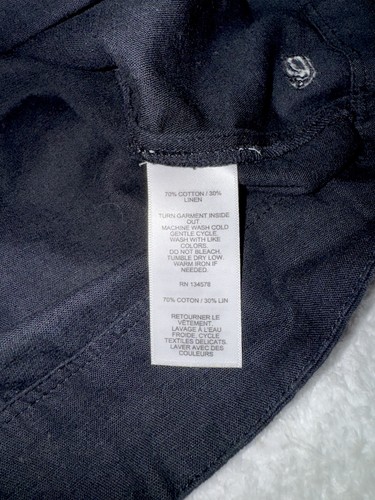 70% COTTON / 30%
LINEN
TURN GARMENT INSIDE
OUT
MACHINE WASH COLD
GENTLE CYCLE,
WASH WITH LIKE
COLORS.
DO NOT BLEACH.
TUMBLE DRY LOW.
WARM IRON IF
NEEDED.
RN 134578
70% COTON / 30% LIN
RETOURNER LE
VÊTEMENT
LAVAGE À L'EAU
FROIDE, CYCLE
TEXTILES DÉLICATS.
LAVER AVEC DES
COULEURS